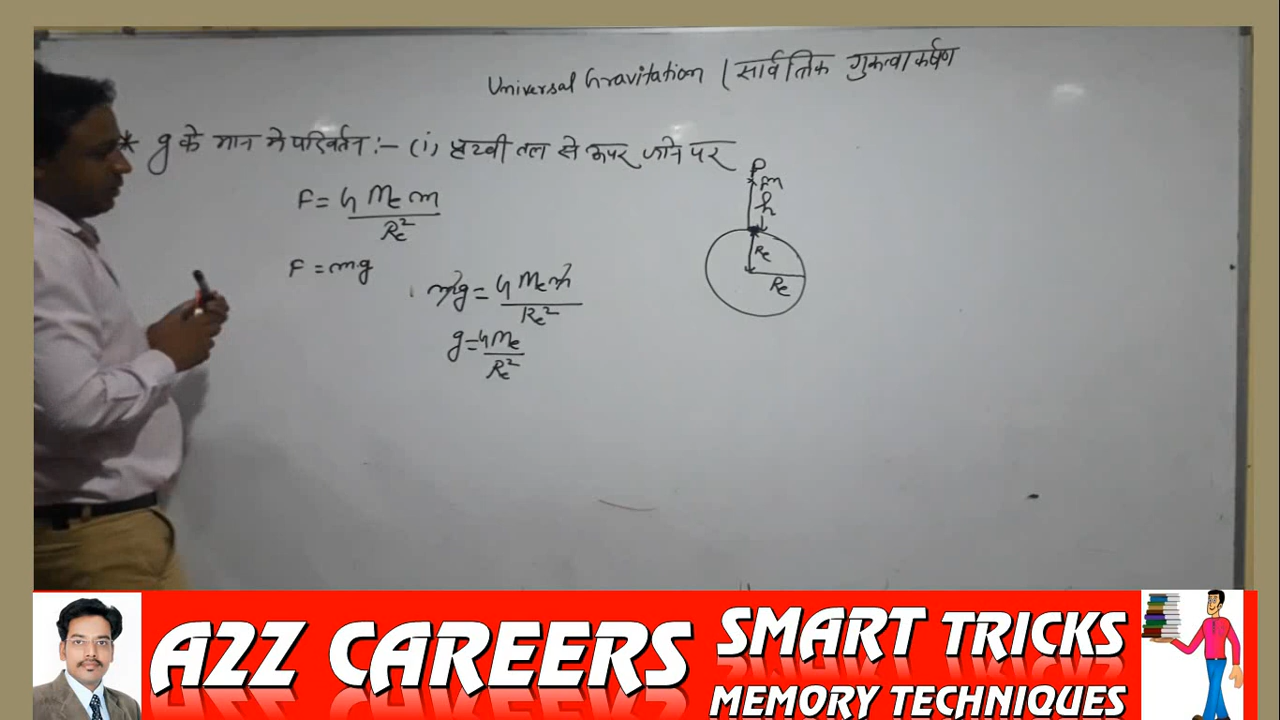 Universal Gravitation (सार्वत्रिक गुरुत्वाकर्षण
* g के मान मे परिवर्तन :- (i) पृथ्वी तल से ऊपर जाने पर
P
m
h
Re
Re
F = G Me m / Re²
F = mg
mg = G Me m / Re²
g = G Me / Re²
A2Z CAREERS
SMART TRICKS
MEMORY TECHNIQUES